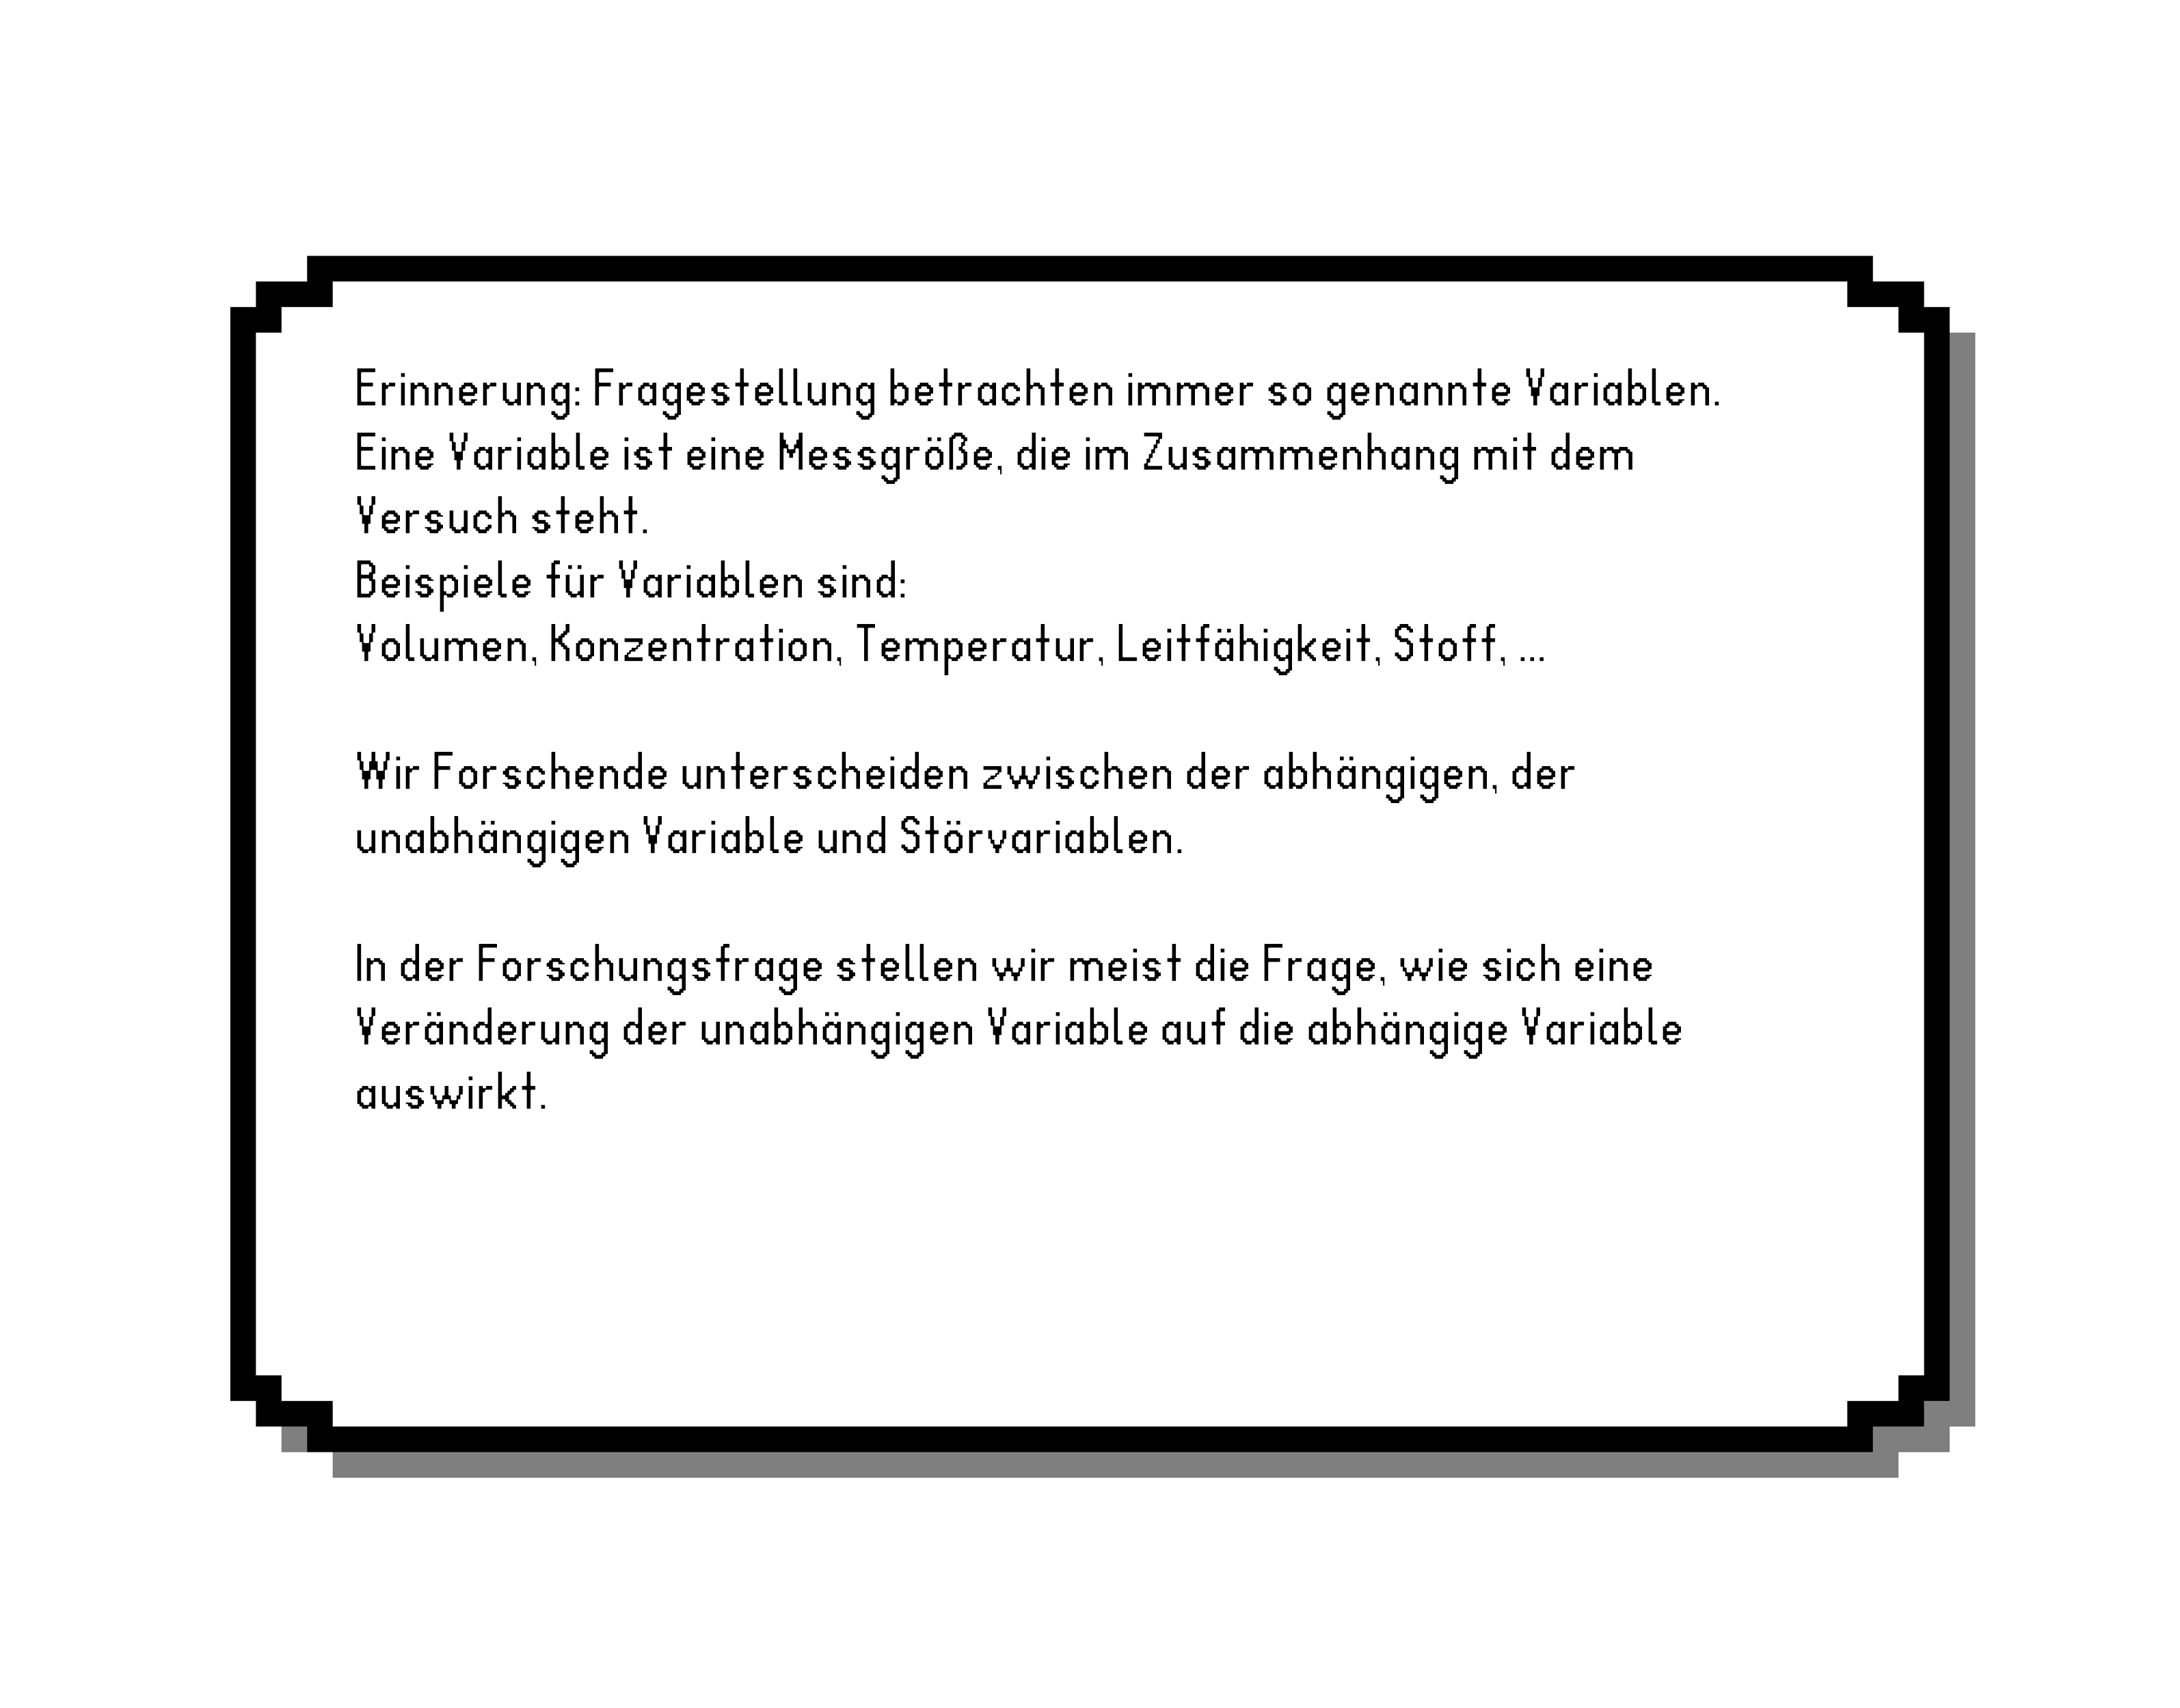 Erinnerung: Fragestellung betrachten immer so genannte Variablen.
Eine Variable ist eine Messgröße, die im Zusammenhang mit dem
Versuch steht.
Beispiele für Variablen sind:
Volumen, Konzentration, Temperatur, Leitfähigkeit, Stoff, ...
Wir Forschende unterscheiden zwischen der abhängigen, der
unabhängigen Variable und Störvariablen.
In der Forschungsfrage stellen wir meist die Frage, wie sich eine
Veränderung der unabhängigen Variable auf die abhängige Variable
auswirkt.